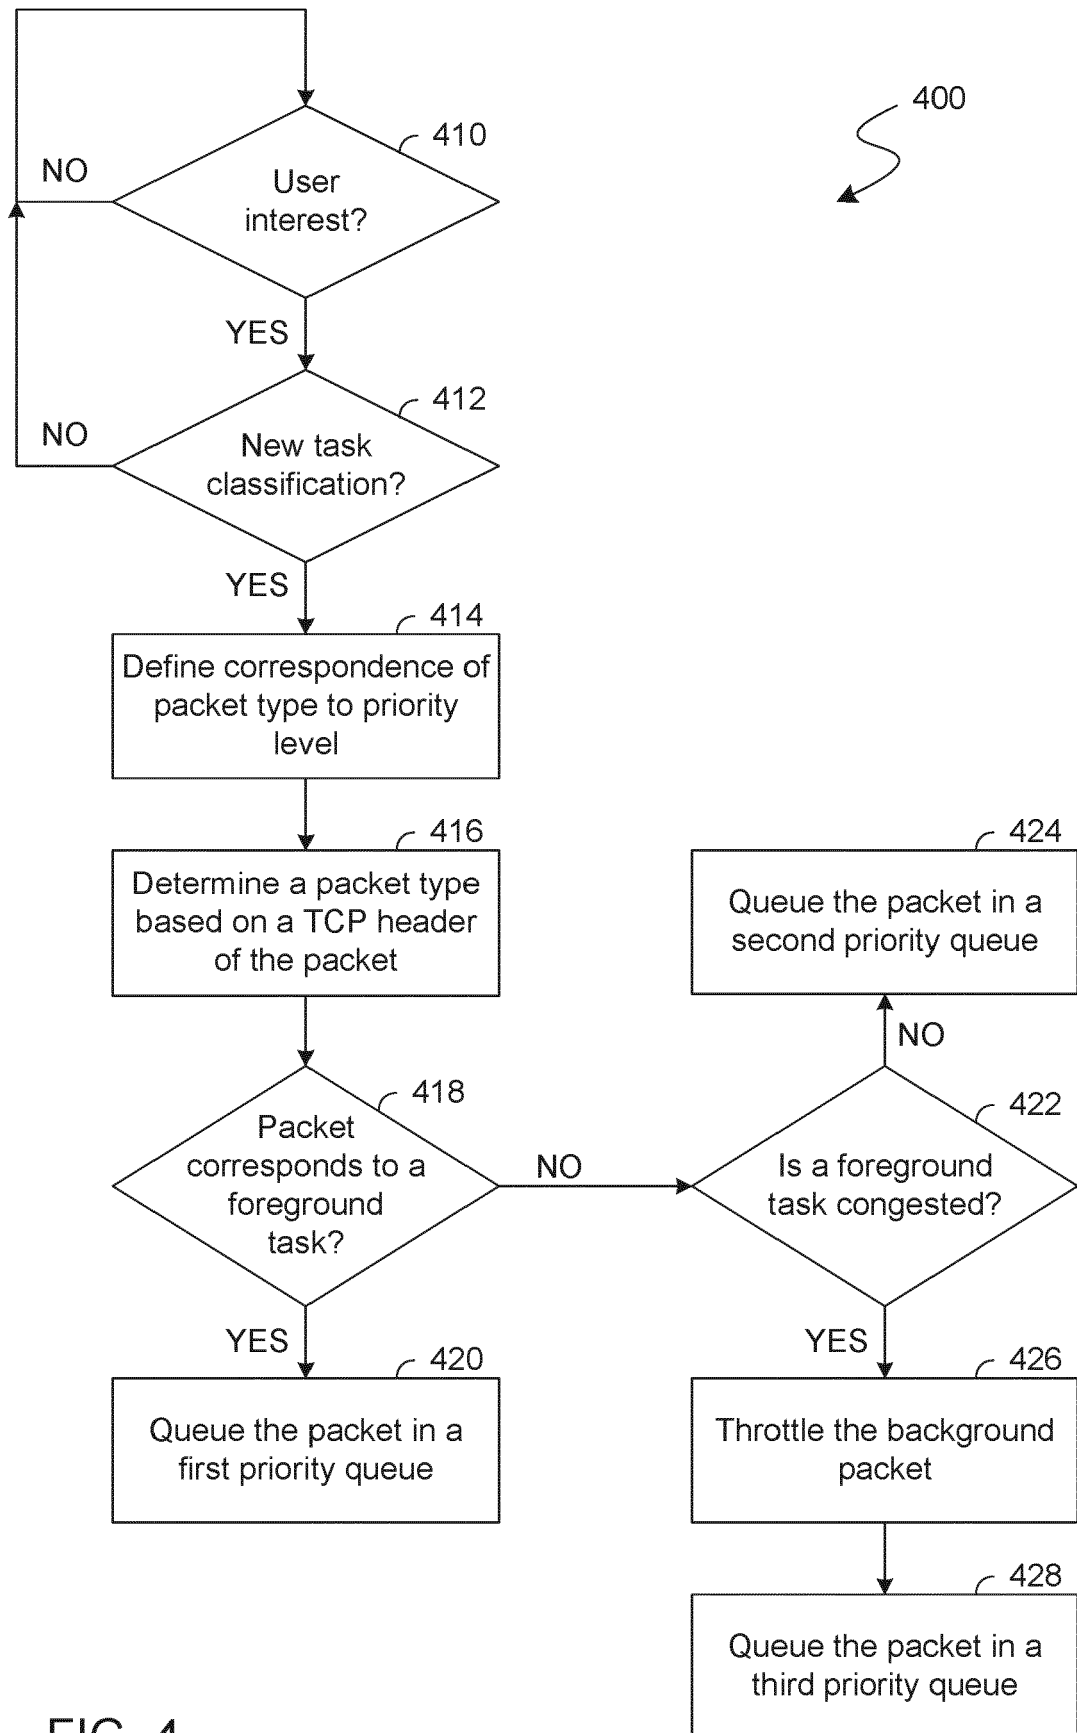 400
410
NO
User
interest?
YES
412
NO
New task
classification?
YES
414
Define correspondence of
packet type to priority
level
416
Determine a packet type
based on a TCP header
of the packet
424
Queue the packet in a
second priority queue
NO
418
Packet
corresponds to a
foreground
task?
NO
422
Is a foreground
task congested?
YES
420
Queue the packet in a
first priority queue
YES
426
Throttle the background
packet
428
Queue the packet in a
third priority queue
FIG. 4